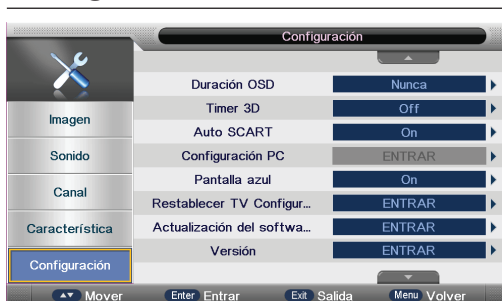 Configuración
Duración OSD Nunca
Timer 3D Off
Imagen
Auto SCART On
Sonido
Configuración PC ENTRAR
Pantalla azul On
Canal
Restablecer TV Configur... ENTRAR
Característica
Actualización del softwa... ENTRAR
Versión ENTRAR
Configuración
Mover Enter Entrar Exit Salida Menu Volver